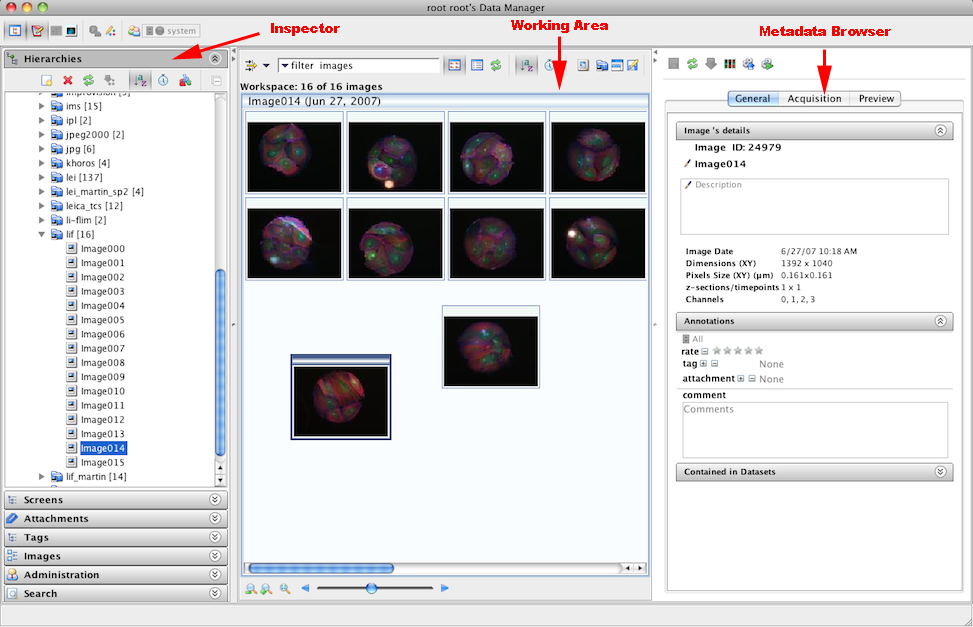 root root's Data Manager
system
Inspector
Working Area
Metadata Browser
Hierarchies
filter images
Workspace: 16 of 16 images
Image014 (Jun 27, 2007)
improvision [5]
ims [15]
ipl [2]
jpeg2000 [2]
jpg [6]
khoros [4]
lei [137]
lei_martin_sp2 [4]
leica_tcs [12]
li-flim [2]
lif [16]
Image000
Image001
Image002
Image003
Image004
Image005
Image006
Image007
Image008
Image009
Image010
Image011
Image012
Image013
Image014
Image015
lif_martin [14]
Screens
Attachments
Tags
Images
Administration
Search
General Acquisition Preview
Image 's details
Image ID: 24979
Image014
Description
Image Date 6/27/07 10:18 AM
Dimensions (XY) 1392 x 1040
Pixels Size (XY) (µm) 0.161x0.161
z-sections/timepoints 1 x 1
Channels 0, 1, 2, 3
Annotations
All
rate
tag None
attachment None
comment
Comments
Contained in Datasets